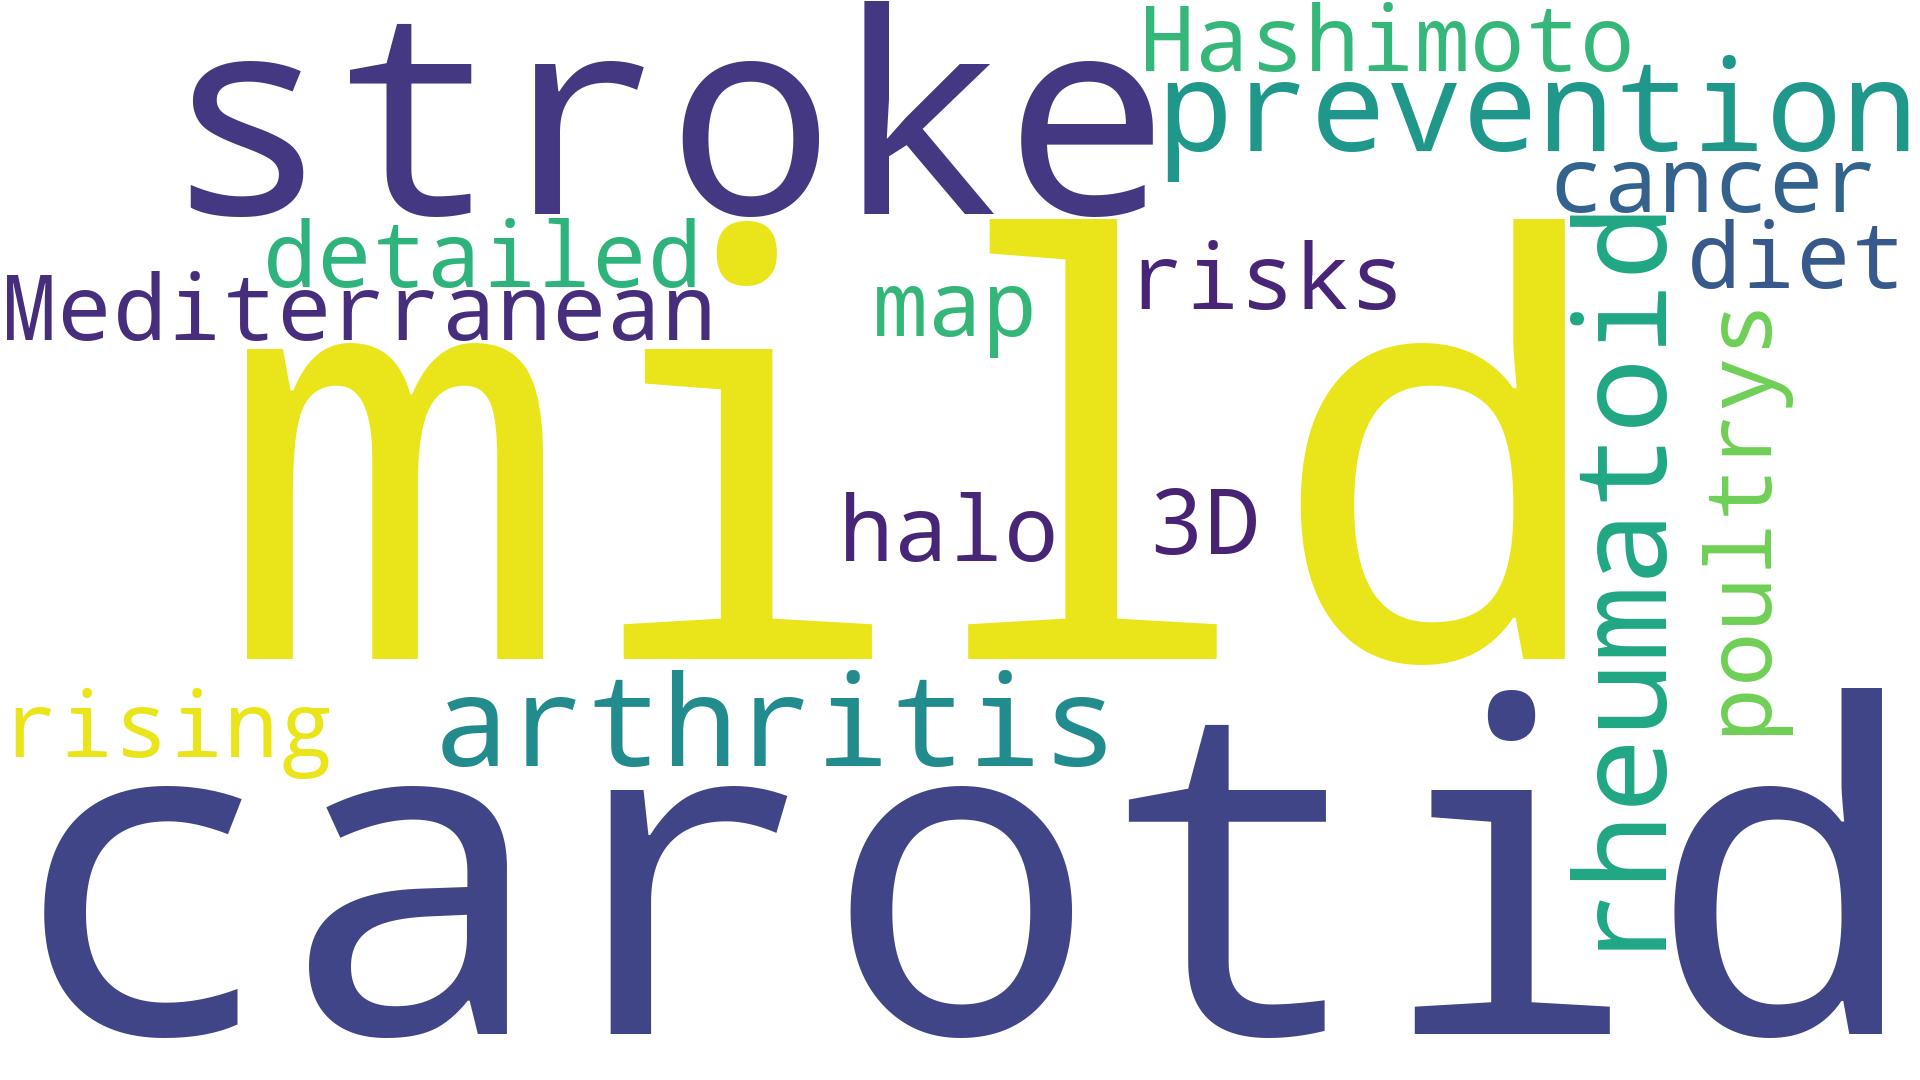 stroke
Hashimoto
prevention
cancer
detailed
diet
Mediterranean
map
risks
mild
rheumatoid
poultrys
halo
3D
rising
arthritis
carotid